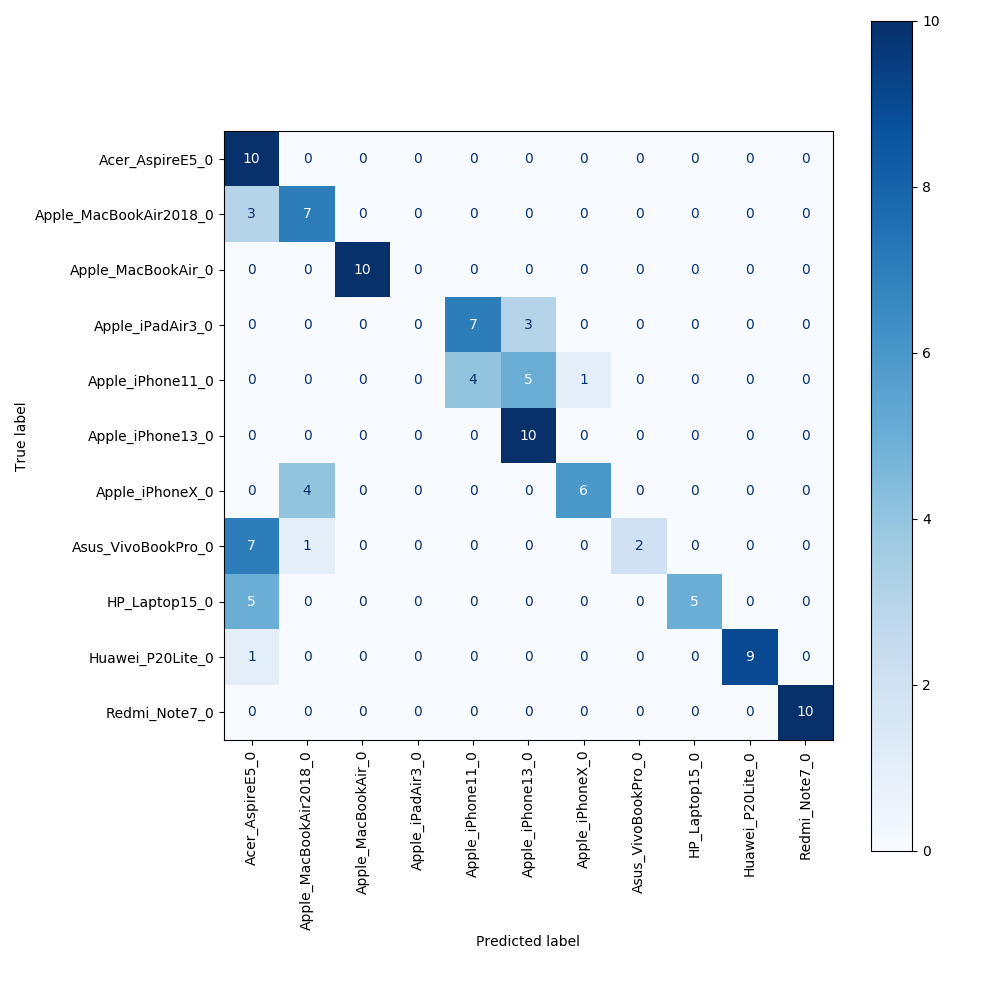 10
Acer_AspireE5_0 10 0 0 0 0 0 0 0 0 0 0
8
Apple_MacBookAir2018_0 3 7 0 0 0 0 0 0 0 0 0
Apple_MacBookAir_0 0 0 10 0 0 0 0 0 0 0 0
Apple_iPadAir3_0 0 0 0 0 7 3 0 0 0 0 0
6
Apple_iPhone11_0 0 0 0 0 4 5 1 0 0 0 0
True label
Apple_iPhone13_0 0 0 0 0 0 10 0 0 0 0 0
Apple_iPhoneX_0 0 4 0 0 0 0 6 0 0 0 0
4
Asus_VivoBookPro_0 7 1 0 0 0 0 0 2 0 0 0
HP_Laptop15_0 5 0 0 0 0 0 0 0 5 0 0
Huawei_P20Lite_0 1 0 0 0 0 0 0 0 0 9 0
2
Redmi_Note7_0 0 0 0 0 0 0 0 0 0 0 10
0
Acer_AspireE5_0
Apple_MacBookAir2018_0
Apple_MacBookAir_0
Apple_iPadAir3_0
Apple_iPhone11_0
Apple_iPhone13_0
Apple_iPhoneX_0
Asus_VivoBookPro_0
HP_Laptop15_0
Huawei_P20Lite_0
Redmi_Note7_0
Predicted label